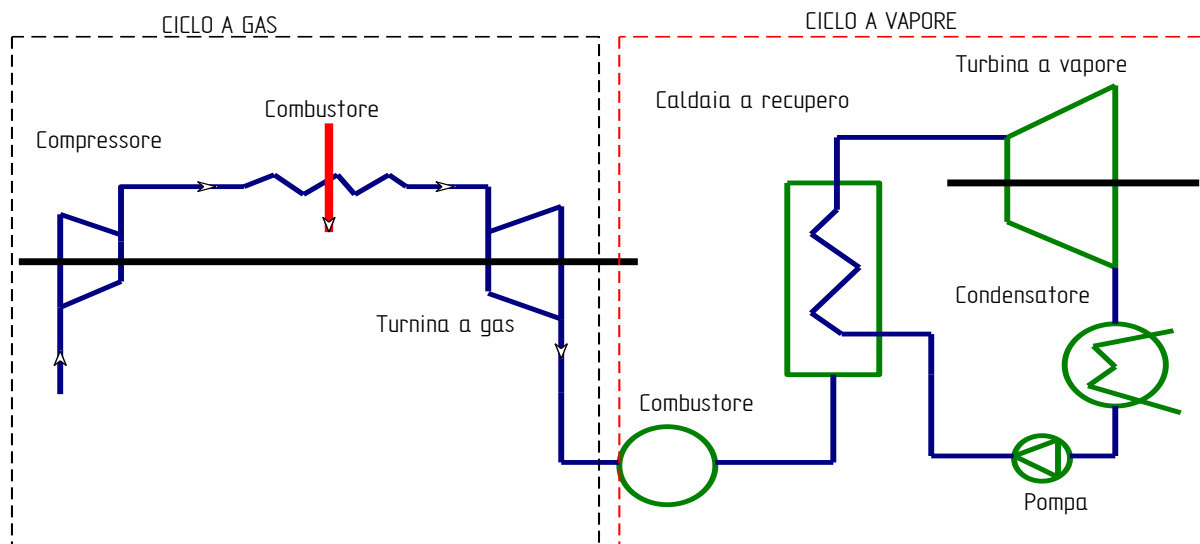 CICLO A GAS
CICLO A VAPORE
Turbina a vapore
Caldaia a recupero
Combustore
Compressore
Condensatore
Turnina a gas
Combustore
Pompa